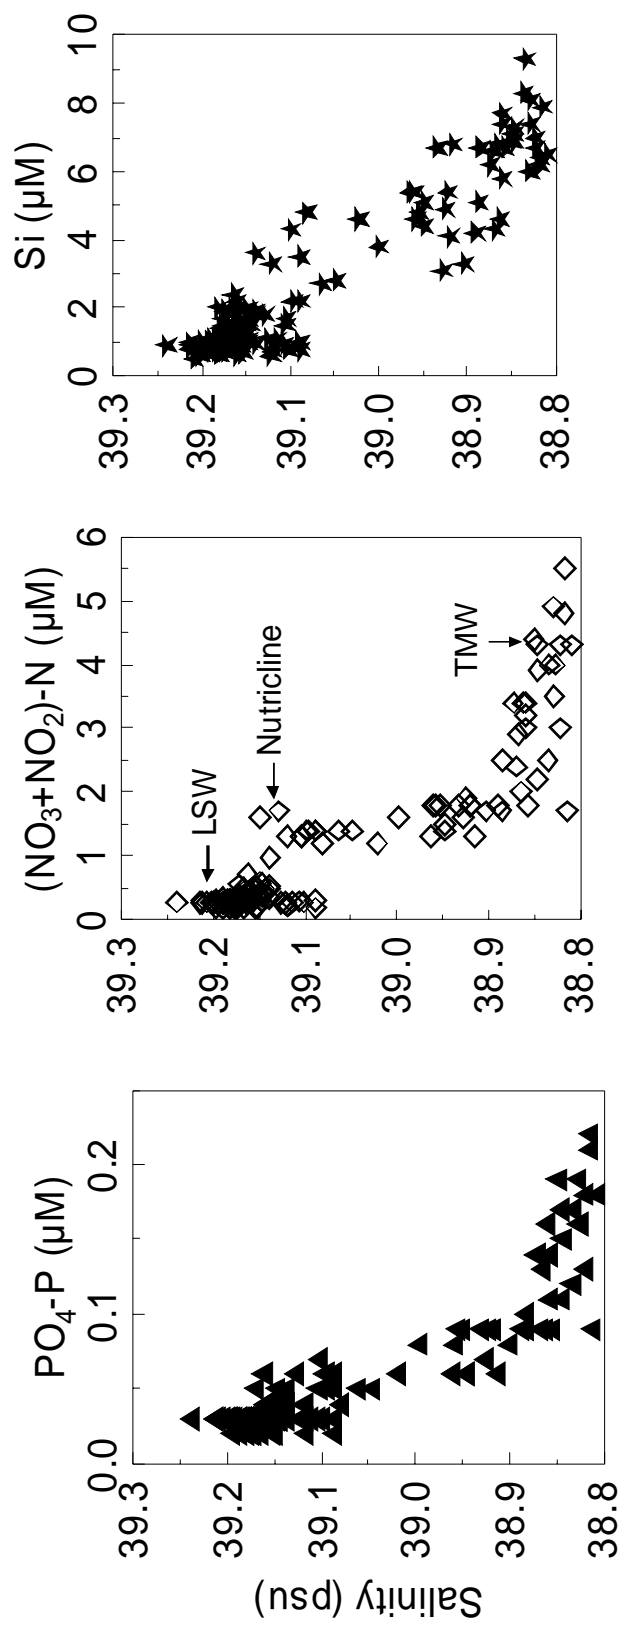 PO₄-P (µM)
0.0 0.1 0.2
39.3
39.2
39.1
39.0
38.9
38.8
Salinity (psu)
(NO₃+NO₂)-N (µM)
0 1 2 3 4 5 6
39.3
39.2
39.1
39.0
38.9
38.8
LSW
Nutricline
TMW
Si (µM)
0 2 4 6 8 10
39.3
39.2
39.1
39.0
38.9
38.8